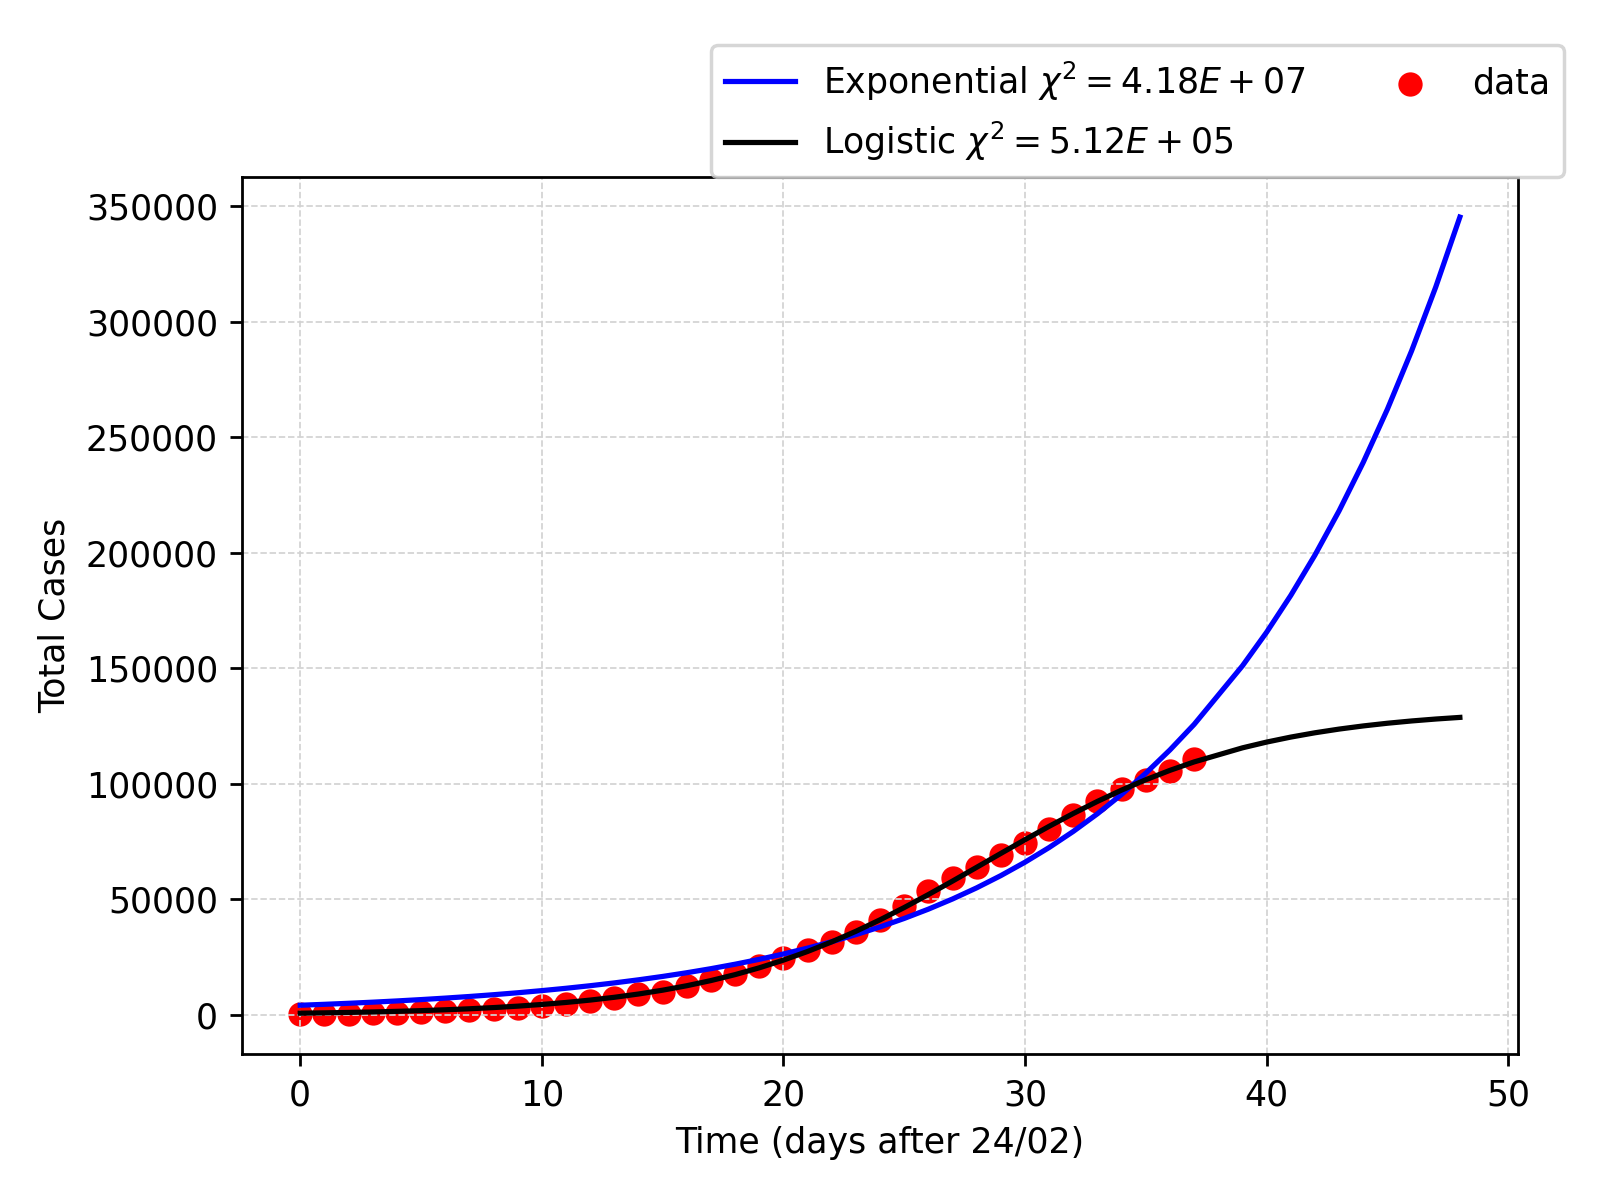 Exponential χ² = 4.18E + 07
data
Logistic χ² = 5.12E + 05
350000
300000
250000
200000
150000
100000
50000
0
Total Cases
0 10 20 30 40 50
Time (days after 24/02)